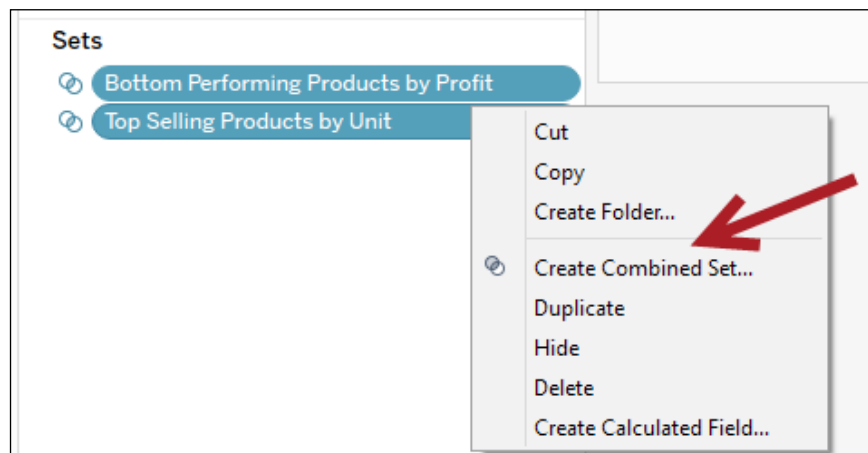 Sets
Bottom Performing Products by Profit
Top Selling Products by Unit
Cut
Copy
Create Folder...
Create Combined Set...
Duplicate
Hide
Delete
Create Calculated Field...